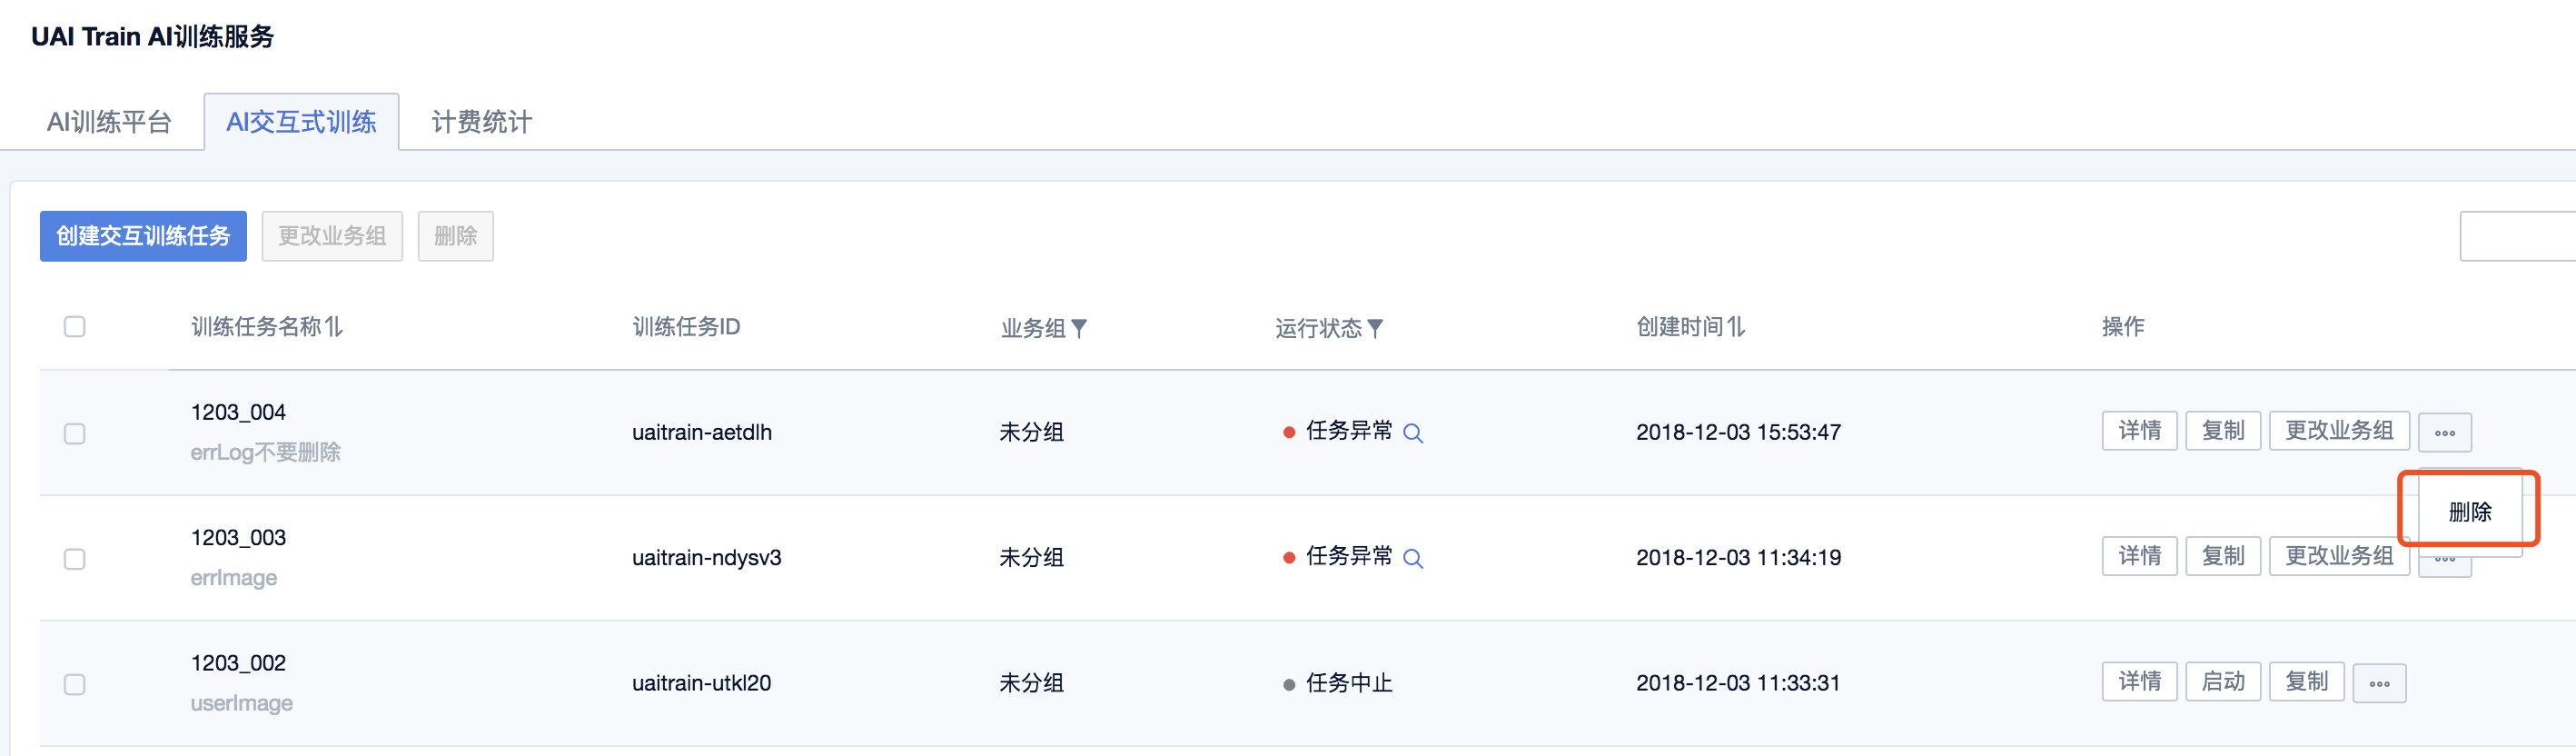 UAI Train AI训练服务
AI训练平台 AI交互式训练 计费统计
创建交互训练任务 更改业务组 删除
训练任务名称 训练任务ID 业务组 运行状态 创建时间 操作
1203_004
errLog不要删除
uaitrain-aetdlh 未分组 任务异常 2018-12-03 15:53:47 详情 复制 更改业务组
删除
1203_003
errImage
uaitrain-ndysv3 未分组 任务异常 2018-12-03 11:34:19 详情 复制 更改业务组
1203_002
userImage
uaitrain-utkl20 未分组 任务中止 2018-12-03 11:33:31 详情 启动 复制